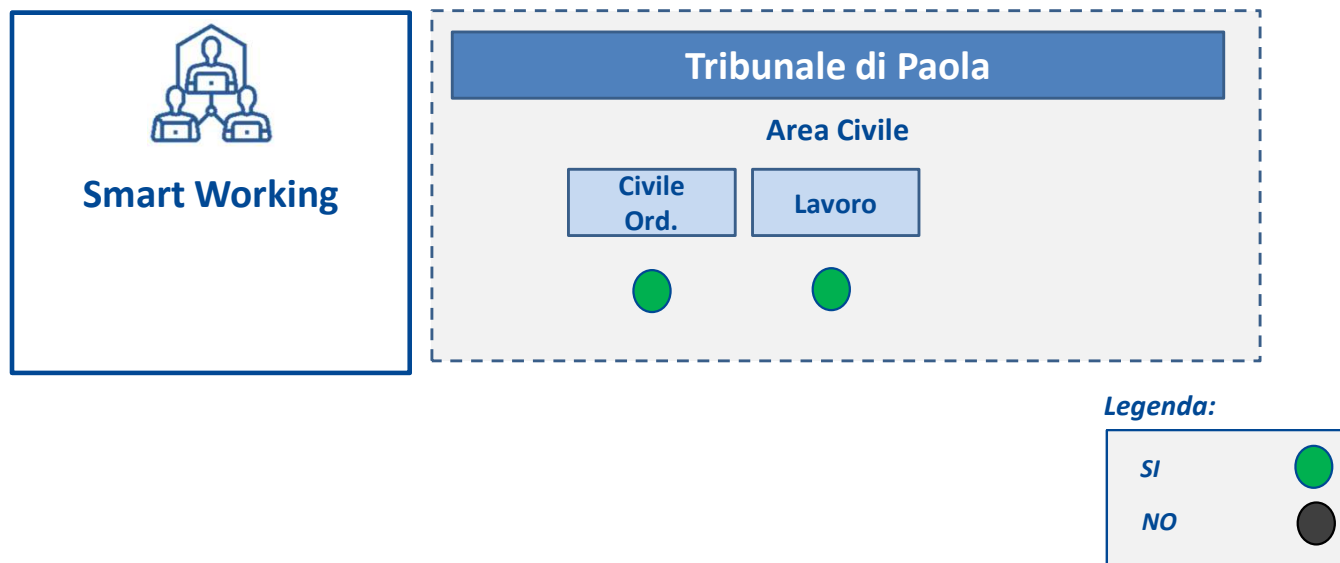 Smart Working
Tribunale di Paola
Area Civile
Civile
Ord.
Lavoro
Legenda:
SI
NO